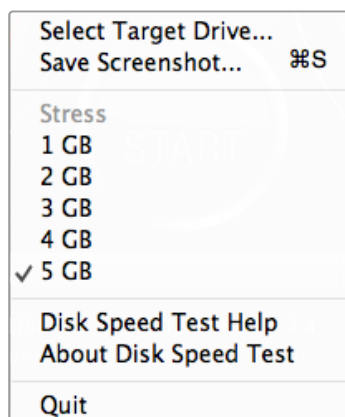 Select Target Drive...
Save Screenshot... ⌘S
Stress
1 GB
START
2 GB
3 GB
4 GB
✓ 5 GB
Disk Speed Test Help
About Disk Speed Test
Quit